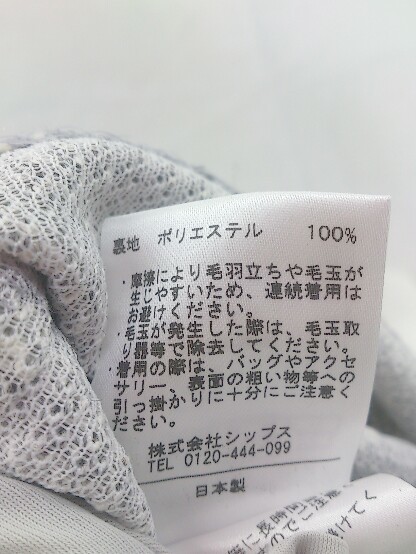 裏地 ポリエステル 100%
・摩擦により毛羽立ちや毛玉が
生じやすいため、連続着用は
お避けください。
・毛玉が発生した際は、毛玉取
り器等で除去してください。
・着用の際は、バッグやアクセ
サリー、表面の粗い物等への
引っ掛かりに十分にご注意く
ださい。
株式会社シップス
TEL 0120-444-099
日本製